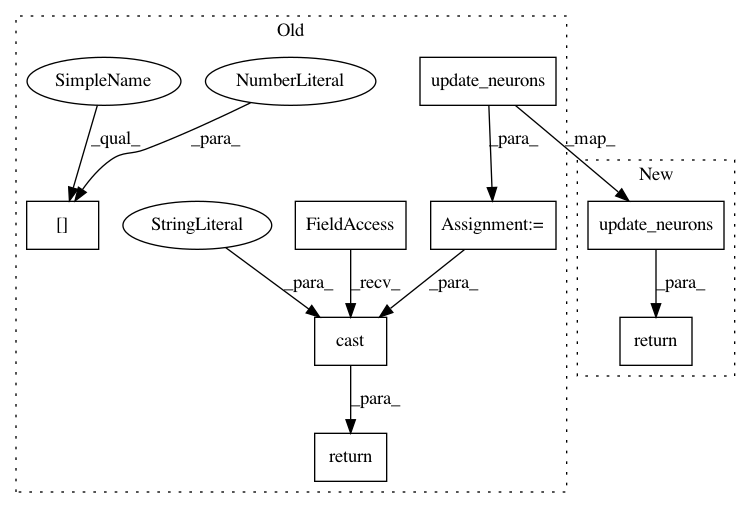 Old
SimpleName
NumberLiteral
update_neurons
_qual_
_para_
_para_
_map_
New
[]
StringLiteral
FieldAccess
Assignment:=
update_neurons
_para_
_recv_
_para_
_para_
cast
return
_para_
return